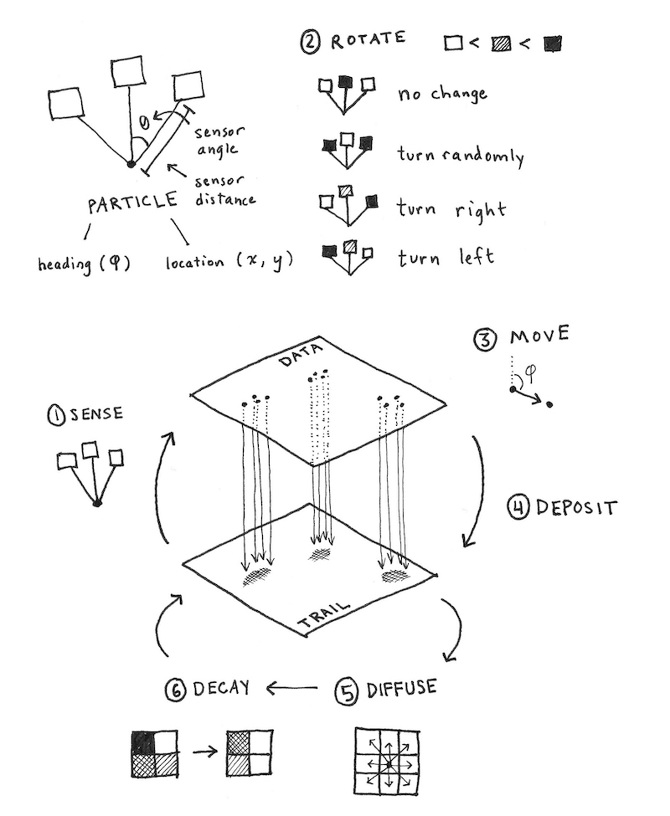 ② ROTATE □ < ▨ < ■
no change
turn randomly
turn right
turn left
θ
sensor angle
sensor distance
PARTICLE
heading (φ)
location (x, y)
① SENSE
DATA
③ MOVE
φ
④ DEPOSIT
TRAIL
⑥ DECAY
⑤ DIFFUSE